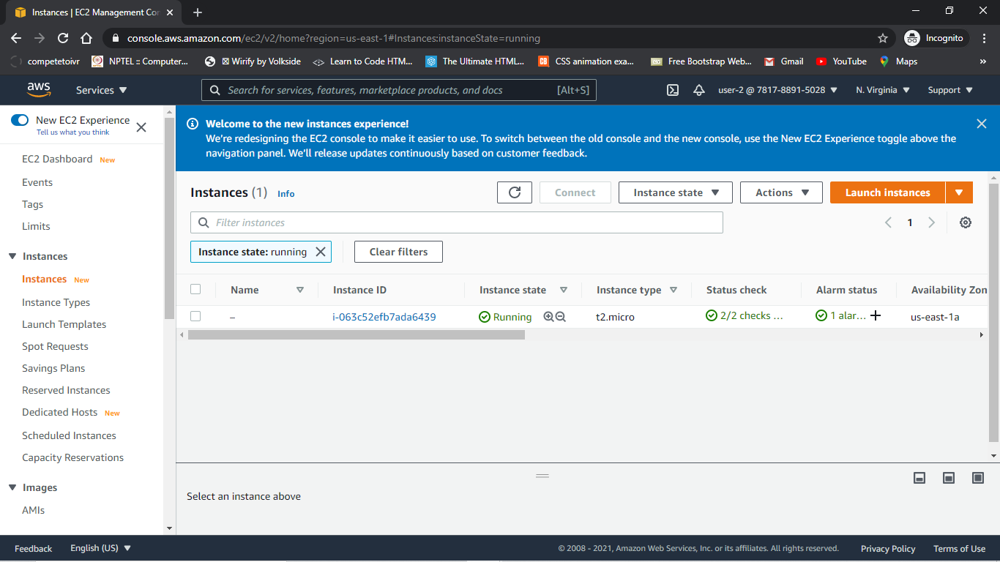 Instances | EC2 Management Con
console.aws.amazon.com/ec2/v2/home?region=us-east-1#Instances:instanceState=running
Incognito
competetoivr
NPTEL :: Computer...
Wirify by Volkside
Learn to Code HTM...
The Ultimate HTML...
CSS animation exa...
Free Bootstrap Web...
Gmail
YouTube
Maps
»
aws
Services
Search for services, features, marketplace products, and docs
[Alt+S]
user-2 @ 7817-8891-5028
N. Virginia
Support
New EC2 Experience
Tell us what you think
EC2 Dashboard New
Events
Tags
Limits
Instances
Instances New
Instance Types
Launch Templates
Spot Requests
Savings Plans
Reserved Instances
Dedicated Hosts New
Scheduled Instances
Capacity Reservations
Images
AMIs
Welcome to the new instances experience!
We're redesigning the EC2 console to make it easier to use. To switch between the old console and the new console, use the New EC2 Experience toggle above the
navigation panel. We'll release updates continuously based on customer feedback.
Instances (1) Info
Connect
Instance state
Actions
Launch instances
Filter instances
1
Instance state: running
Clear filters
Name Instance ID Instance state Instance type Status check Alarm status Availability Zon
– i-063c52efb7ada6439 Running t2.micro 2/2 checks ... 1 alar... us-east-1a
Select an instance above
Feedback
English (US)
© 2008 - 2021, Amazon Web Services, Inc. or its affiliates. All rights reserved.
Privacy Policy
Terms of Use